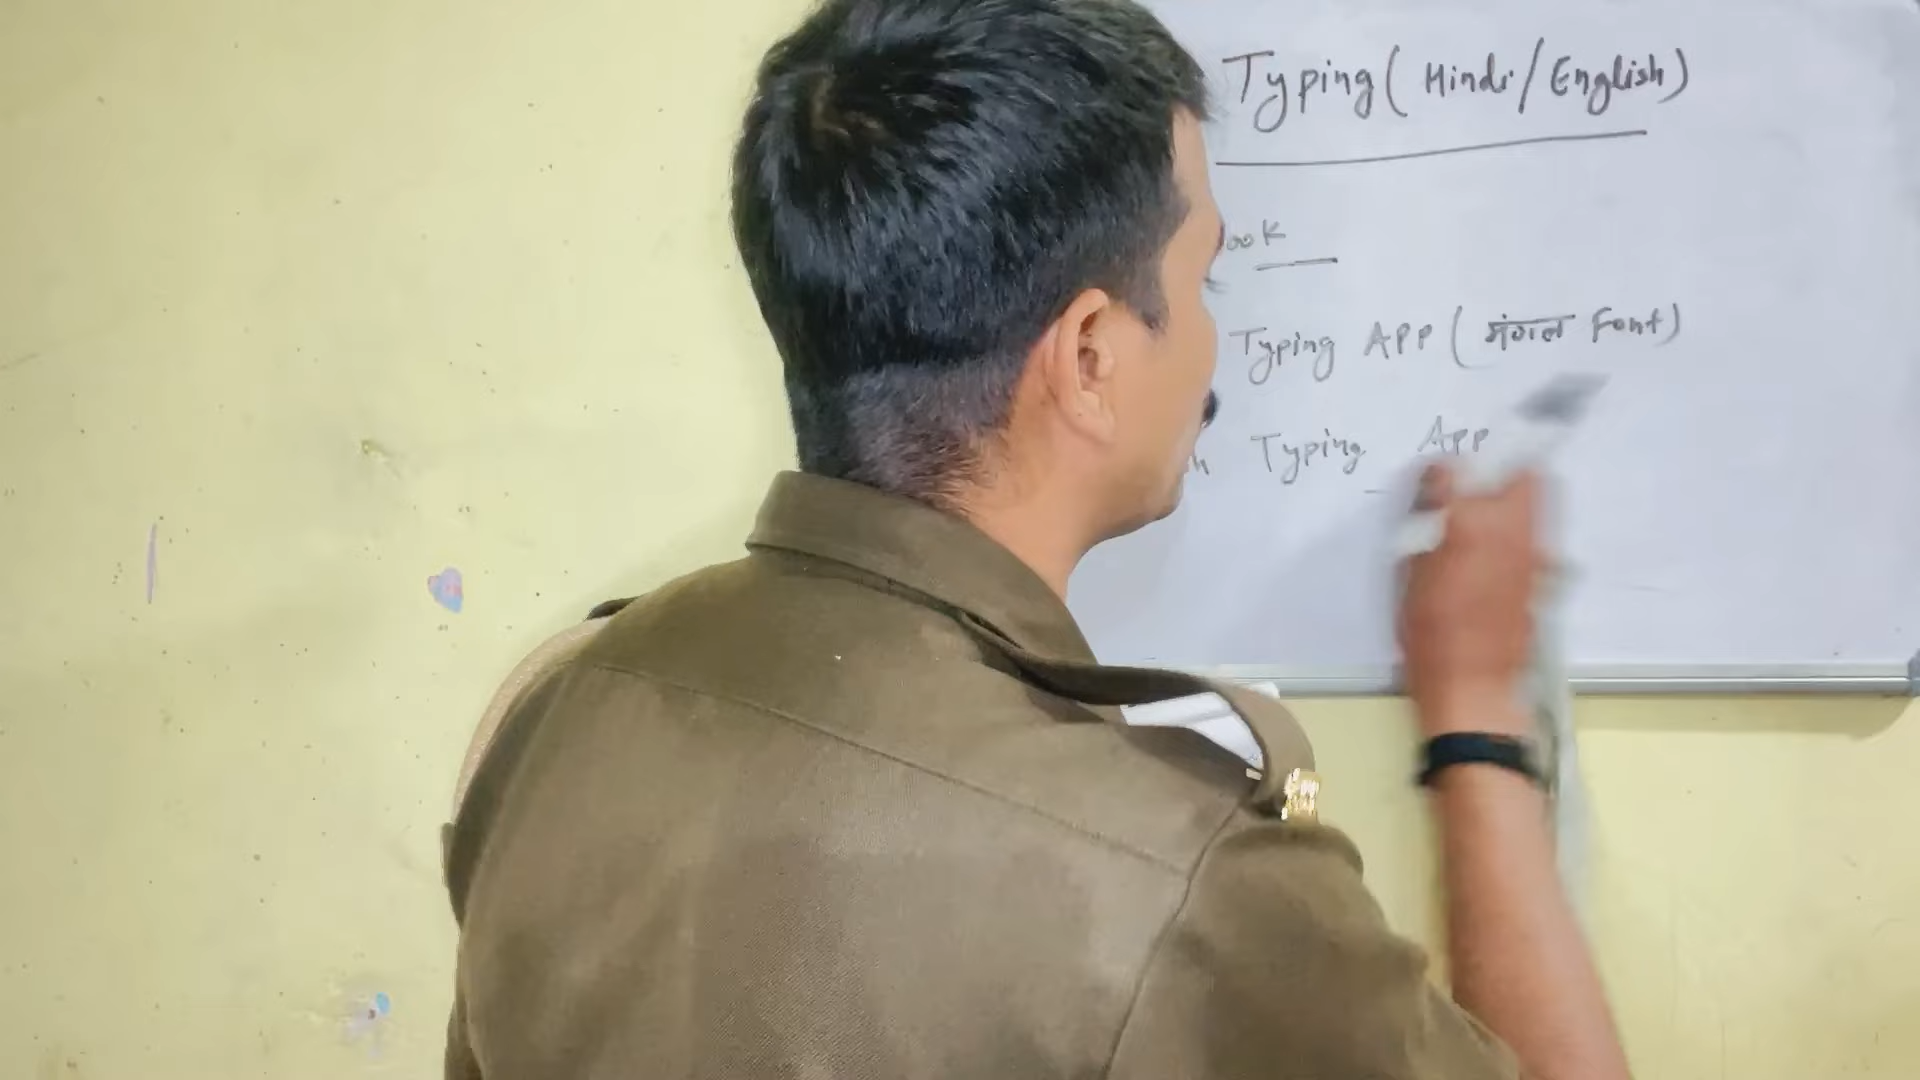 Typing ( Hindi / English )
ook
Typing App ( मंगल Font )
h Typing App